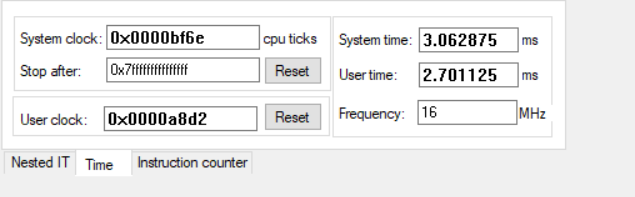 System clock: 0x0000bf6e cpu ticks
Stop after: 0x7fffffffffffffff Reset
User clock: 0x0000a8d2 Reset
System time: 3.062875 ms
User time: 2.701125 ms
Frequency: 16 MHz
Nested IT Time Instruction counter